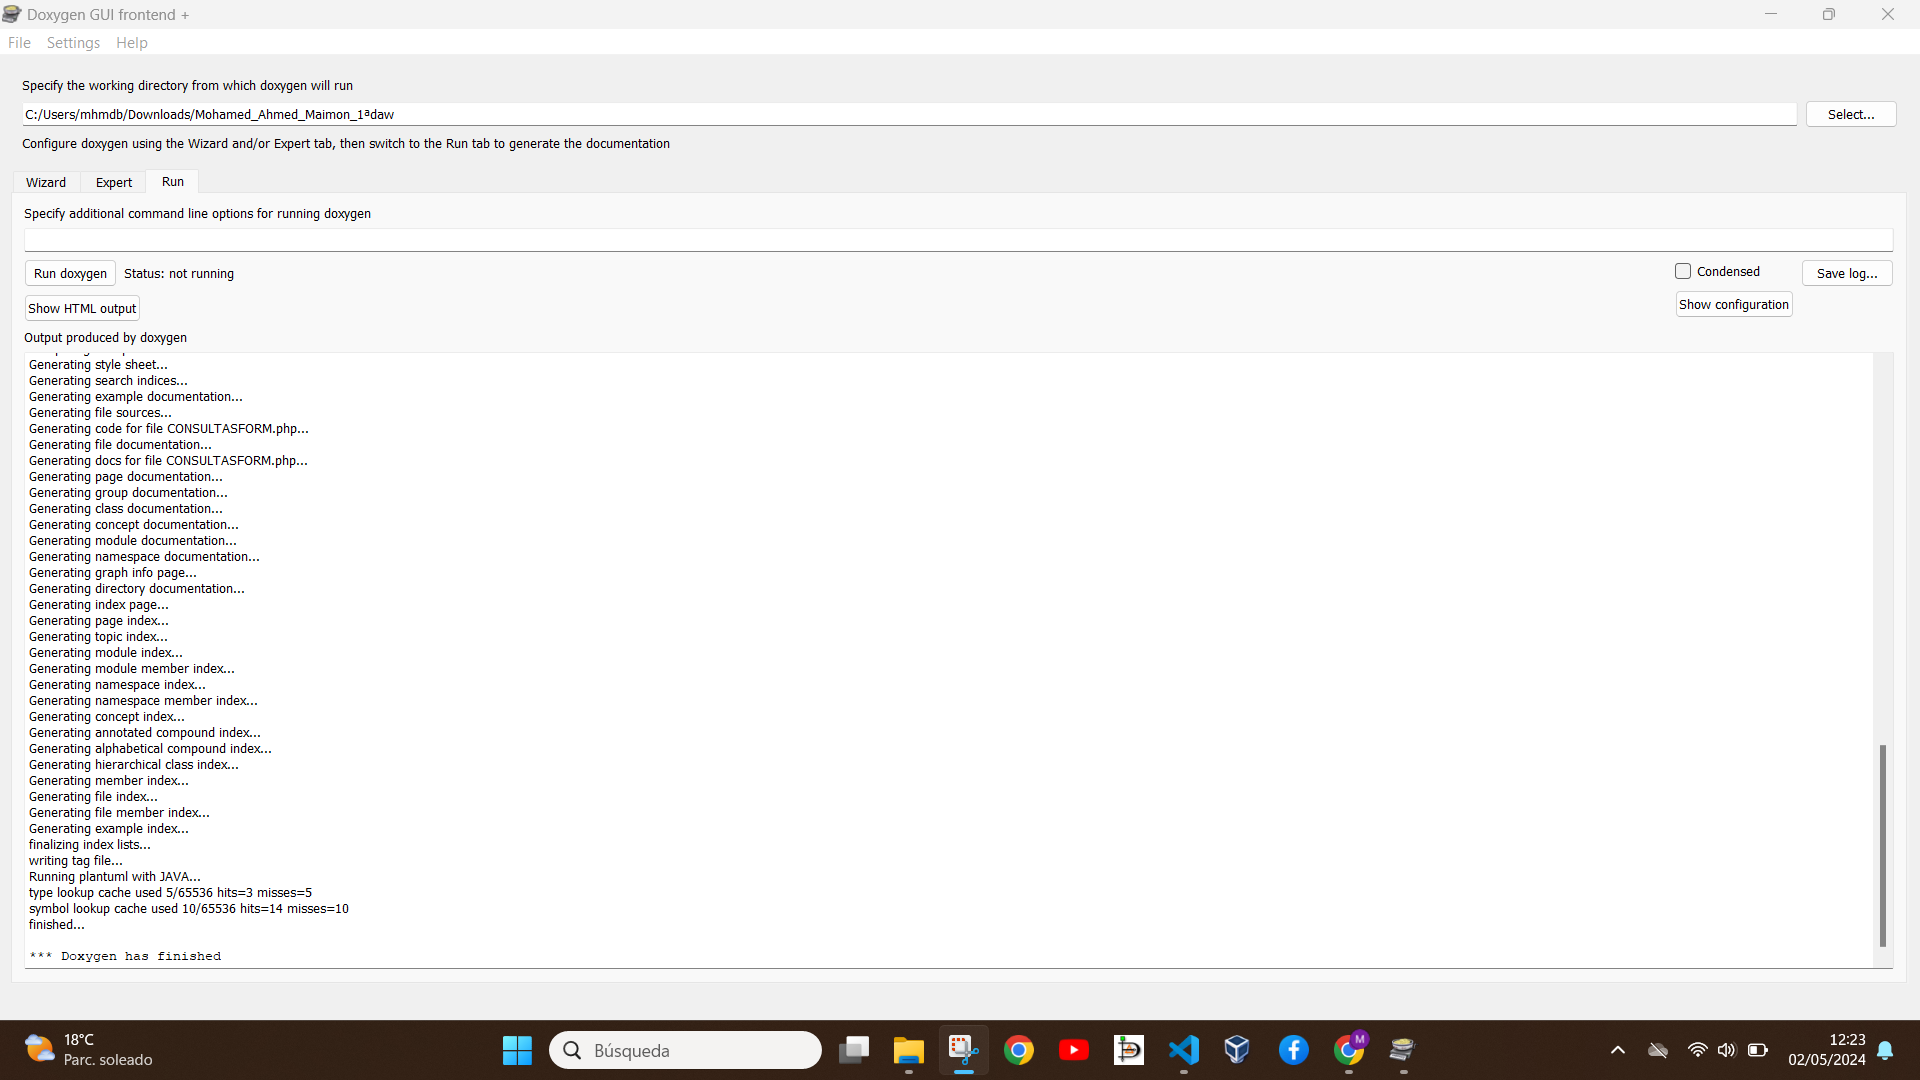 Doxygen GUI frontend +
File Settings Help
Specify the working directory from which doxygen will run
C:/Users/mhmdb/Downloads/Mohamed_Ahmed_Maimon_1ªdaw
Select...
Configure doxygen using the Wizard and/or Expert tab, then switch to the Run tab to generate the documentation
Wizard Expert Run
Specify additional command line options for running doxygen
Run doxygen Status: not running
Condensed Save log...
Show HTML output
Show configuration
Output produced by doxygen
Generating style sheet...
Generating search indices...
Generating example documentation...
Generating file sources...
Generating code for file CONSULTASFORM.php...
Generating file documentation...
Generating docs for file CONSULTASFORM.php...
Generating page documentation...
Generating group documentation...
Generating class documentation...
Generating concept documentation...
Generating module documentation...
Generating namespace documentation...
Generating graph info page...
Generating directory documentation...
Generating index page...
Generating page index...
Generating topic index...
Generating module index...
Generating module member index...
Generating namespace index...
Generating namespace member index...
Generating concept index...
Generating annotated compound index...
Generating alphabetical compound index...
Generating hierarchical class index...
Generating member index...
Generating file index...
Generating file member index...
Generating example index...
finalizing index lists...
writing tag file...
Running plantuml with JAVA...
type lookup cache used 5/65536 hits=3 misses=5
symbol lookup cache used 10/65536 hits=14 misses=10
finished...
*** Doxygen has finished
18°C
Parc. soleado
Búsqueda
M
12:23
02/05/2024